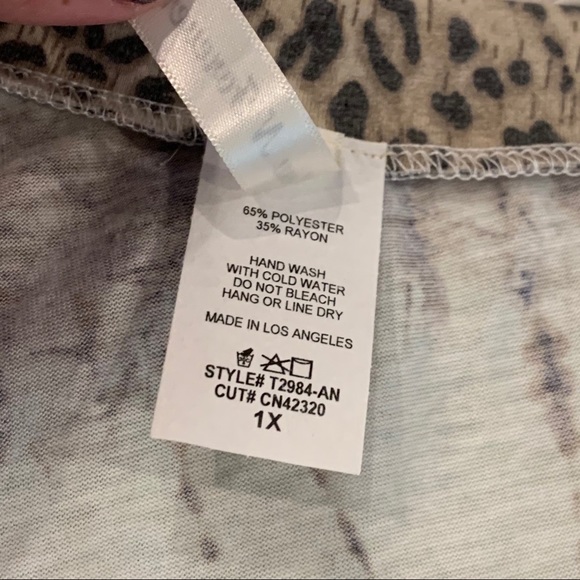 65% POLYESTER
35% RAYON
HAND WASH
WITH COLD WATER
DO NOT BLEACH
HANG OR LINE DRY
MADE IN LOS ANGELES
STYLE# T2984-AN
CUT# CN42320
1X